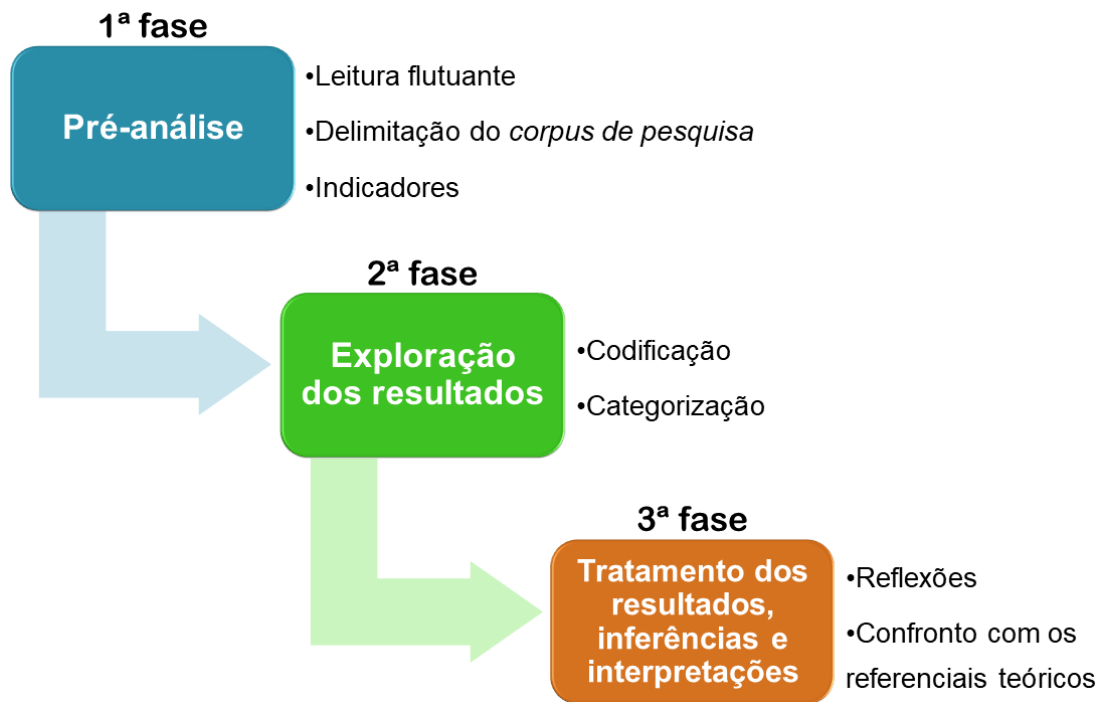 1ª fase
Pré-análise
•Leitura flutuante
•Delimitação do corpus de pesquisa
•Indicadores
2ª fase
Exploração
dos resultados
•Codificação
•Categorização
3ª fase
Tratamento dos
resultados,
inferências e
interpretações
•Reflexões
•Confronto com os
referenciais teóricos